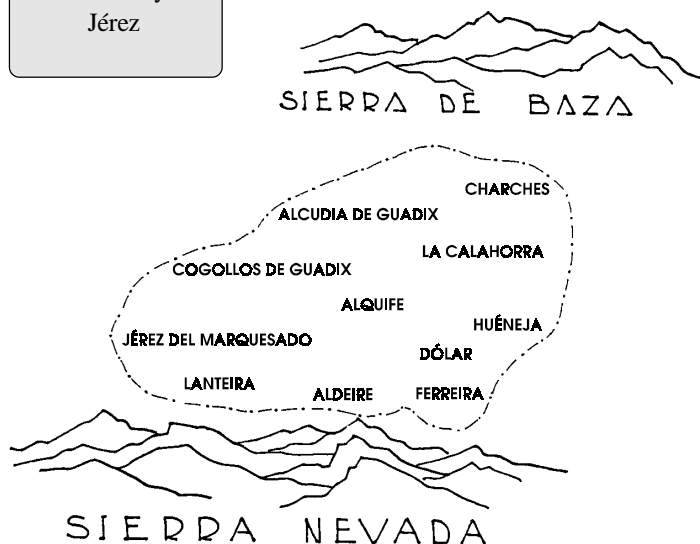 Jérez
SIERRA DE BAZA
CHARCHES
ALCUDIA DE GUADIX
LA CALAHORRA
COGOLLOS DE GUADIX
ALQUIFE
HUÉNEJA
JÉREZ DEL MARQUESADO
DÓLAR
LANTEIRA
ALDEIRE
FERREIRA
SIERRA NEVADA